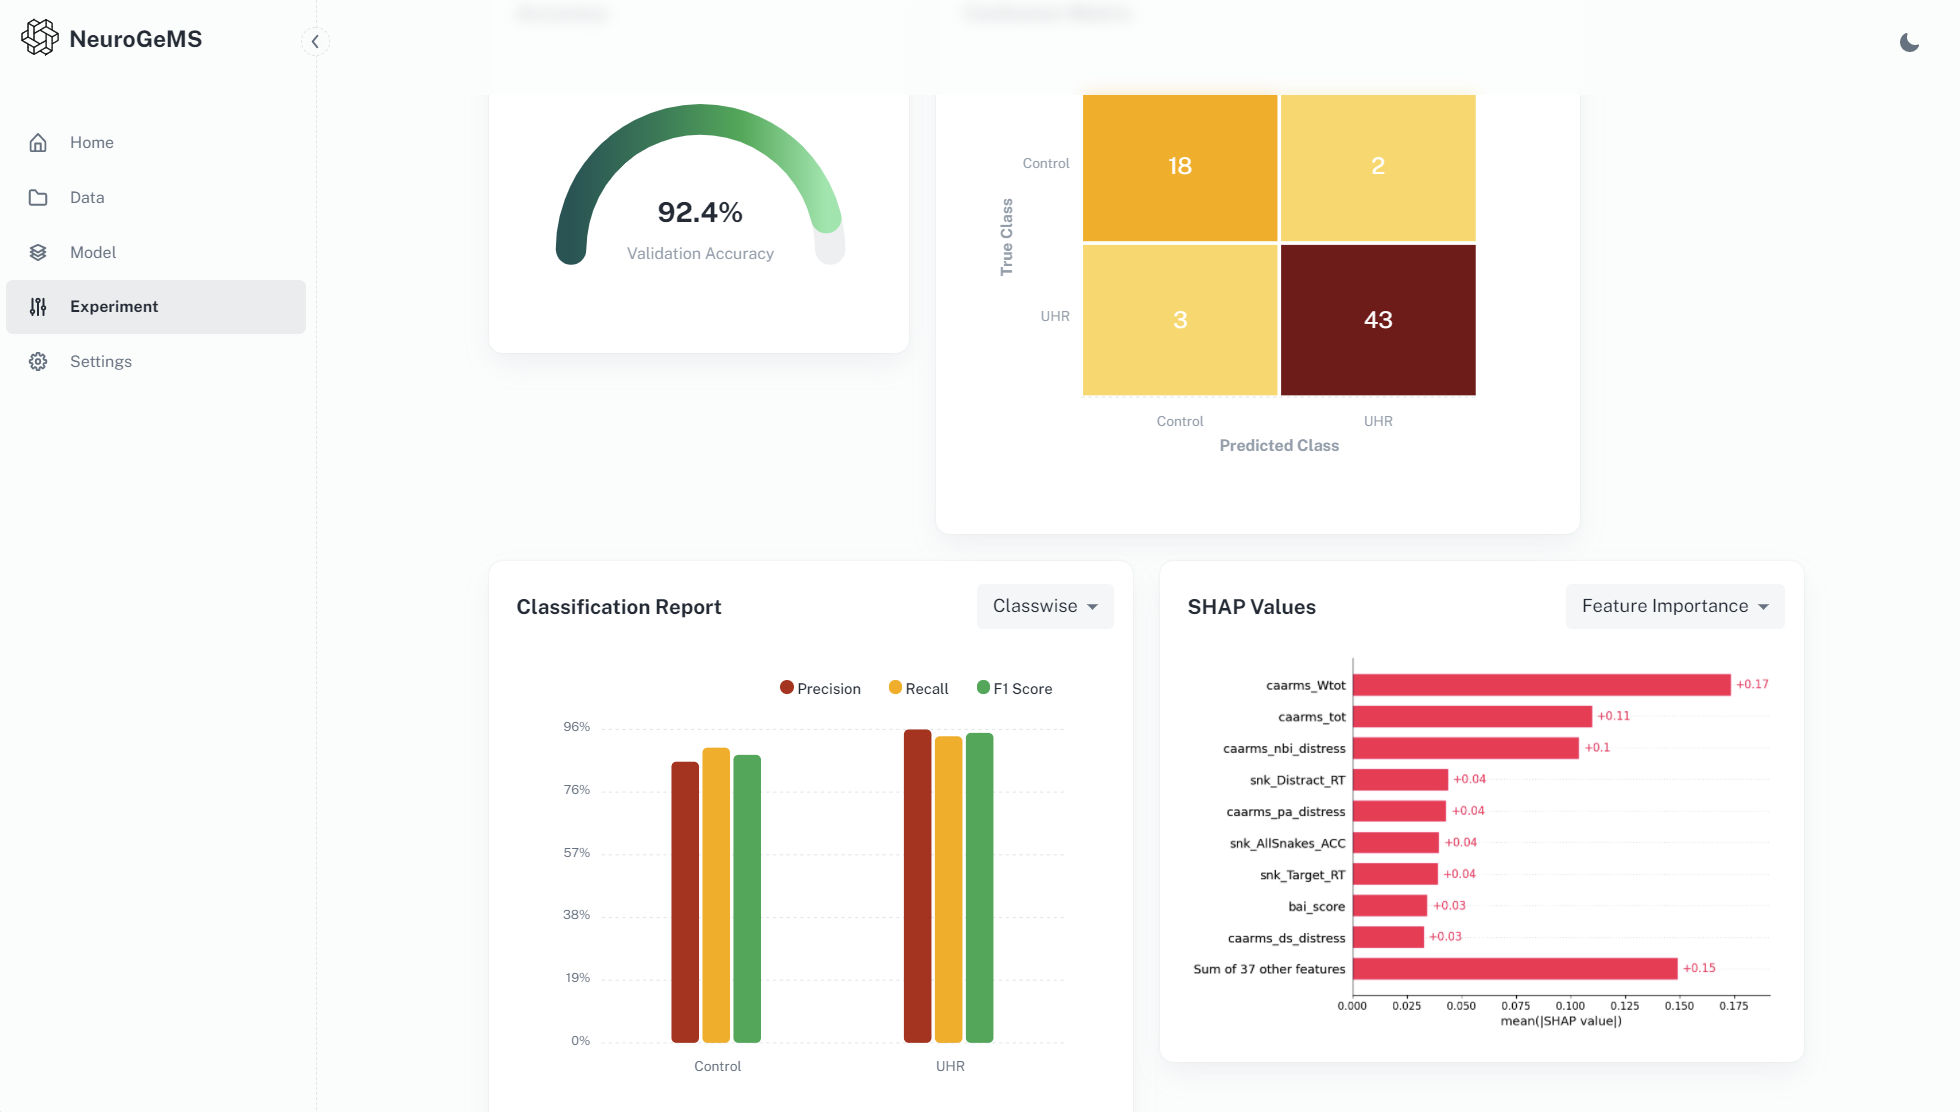 NeuroGeMS
Home
Data
Model
Experiment
Settings
92.4%
Validation Accuracy
True Class
Control
18
2
UHR
3
43
Control
UHR
Predicted Class
Classification Report
Classwise
Precision
Recall
F1 Score
96%
76%
57%
38%
19%
0%
Control
UHR
SHAP Values
Feature Importance
caarms_Wtot
+0.17
caarms_tot
+0.11
caarms_nbi_distress
+0.1
snk_Distract_RT
+0.04
caarms_pa_distress
+0.04
snk_AllSnakes_ACC
+0.04
snk_Target_RT
+0.04
bai_score
+0.03
caarms_ds_distress
+0.03
Sum of 37 other features
+0.15
0.000
0.025
0.050
0.075
0.100
0.125
0.150
0.175
mean(|SHAP value|)